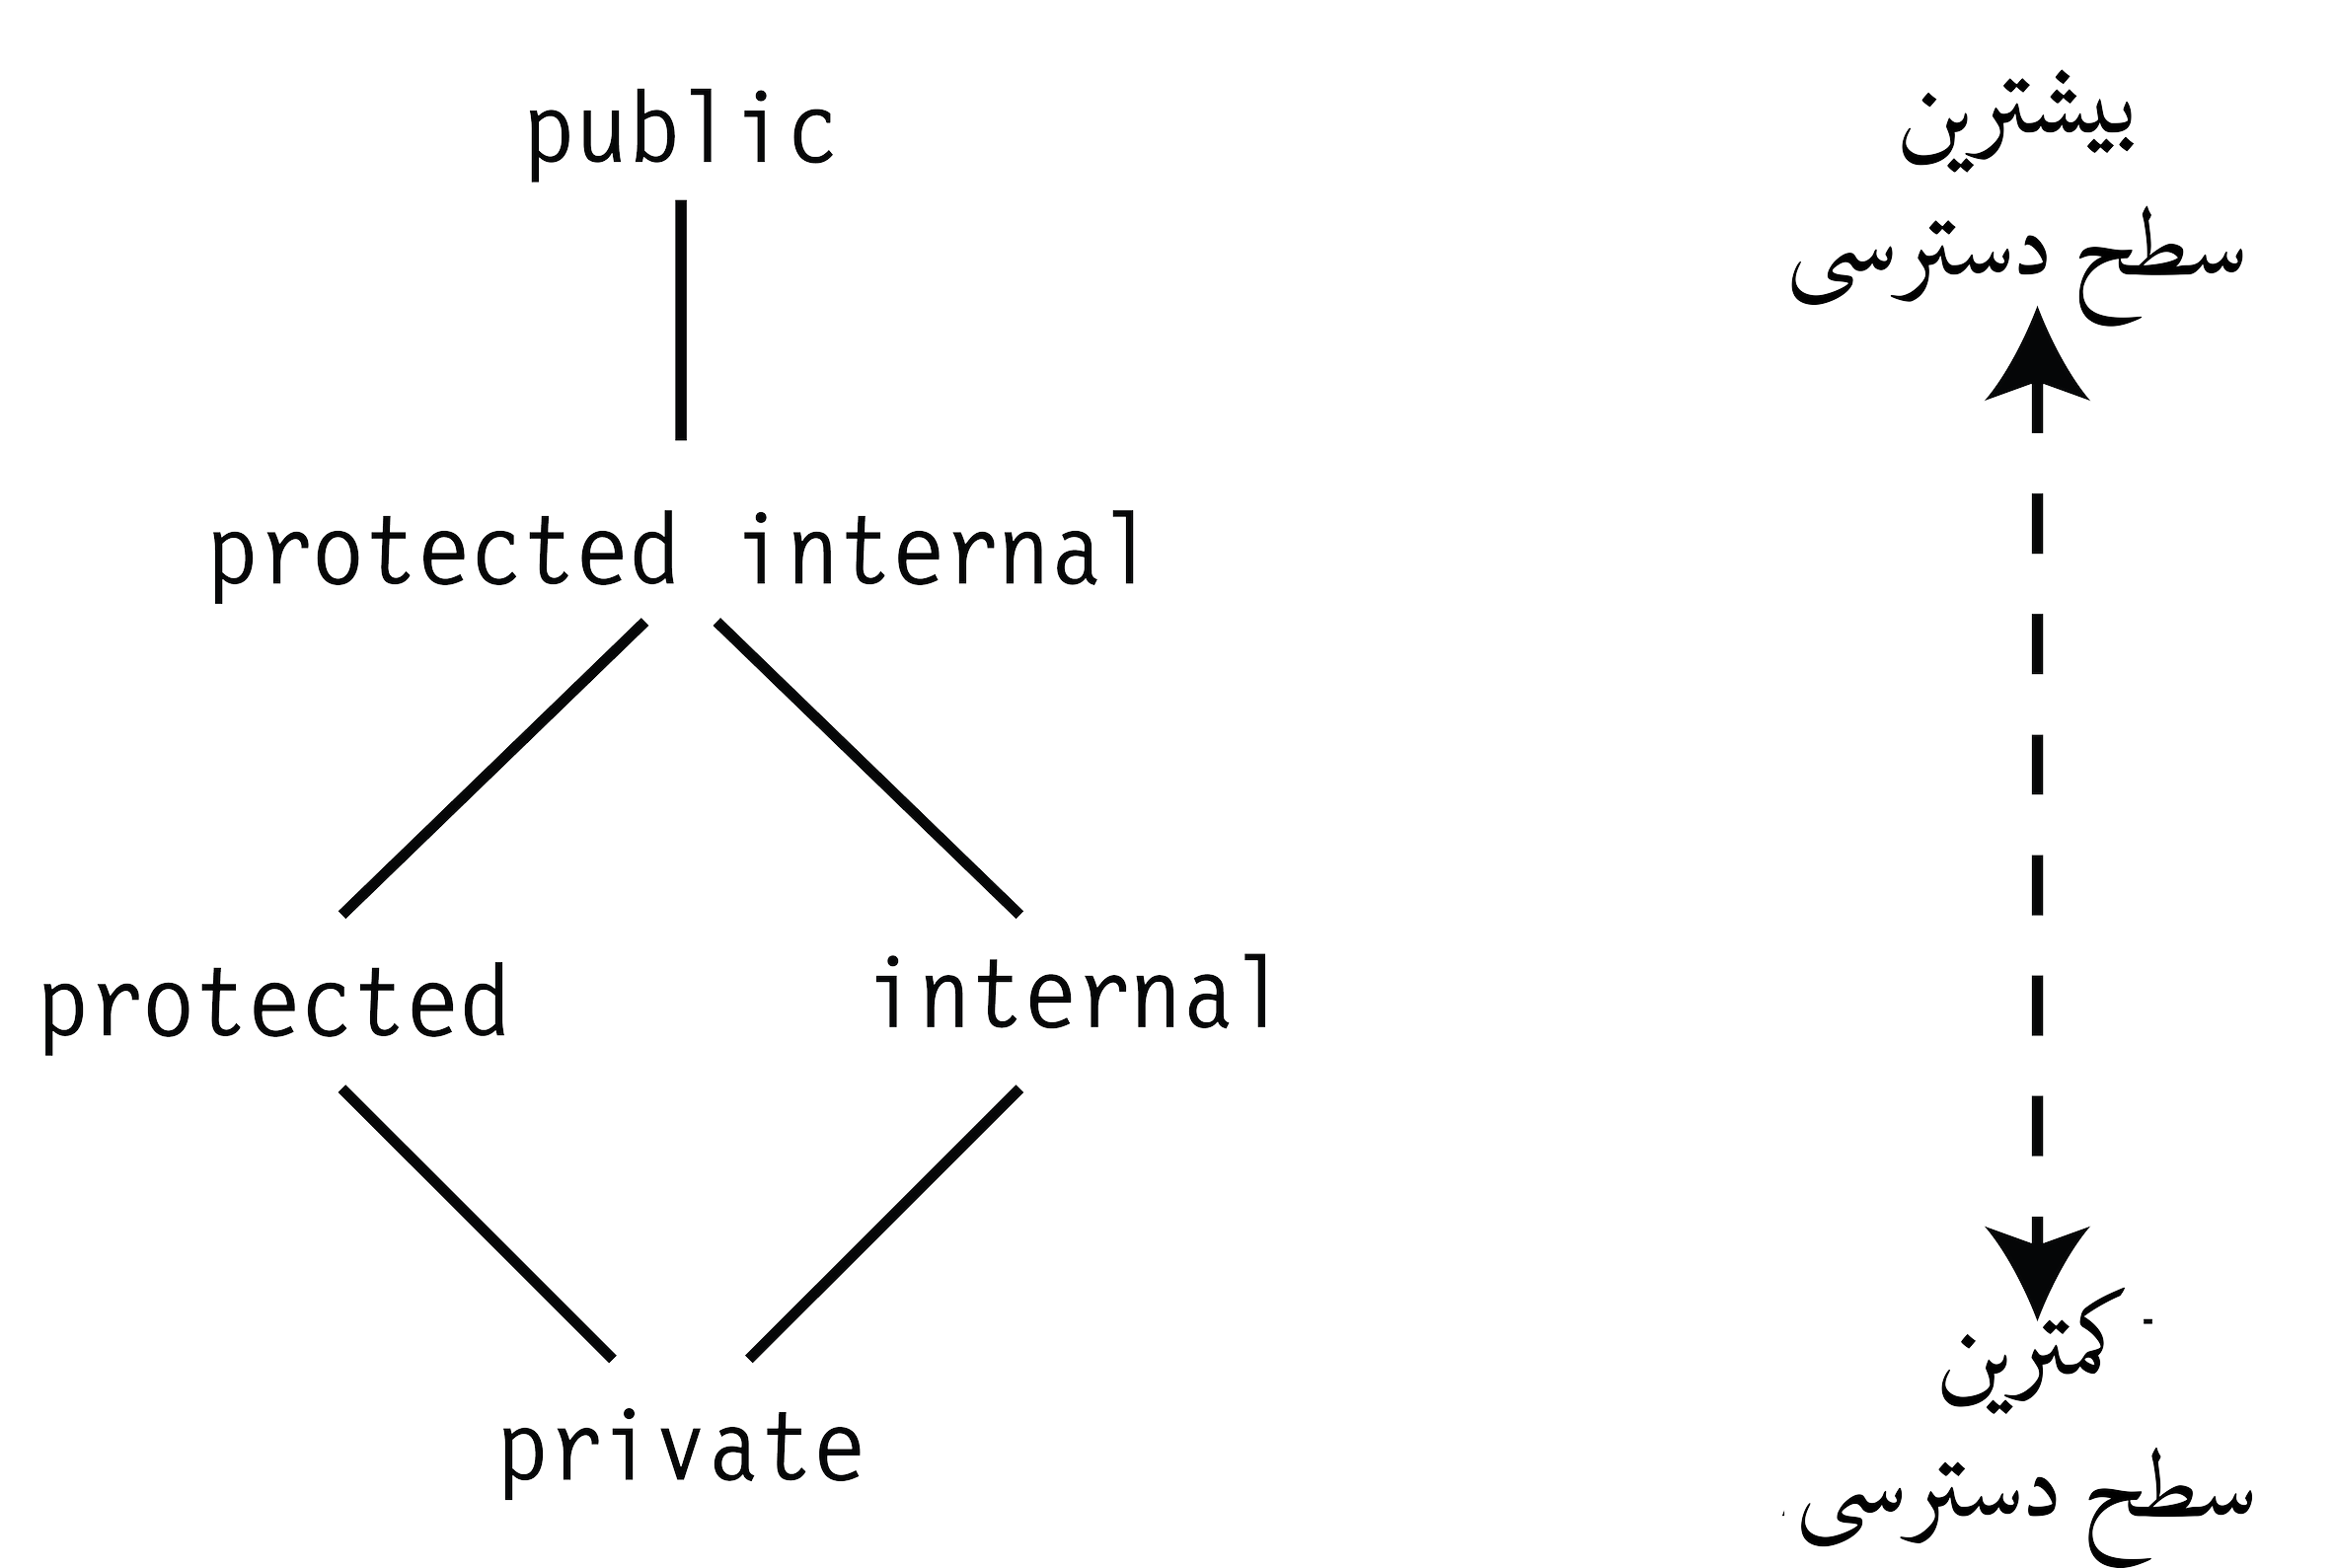 public
protected internal
protected
internal
private
بیشترین
سطح دسترسی
کمترین
سطح دسترسی